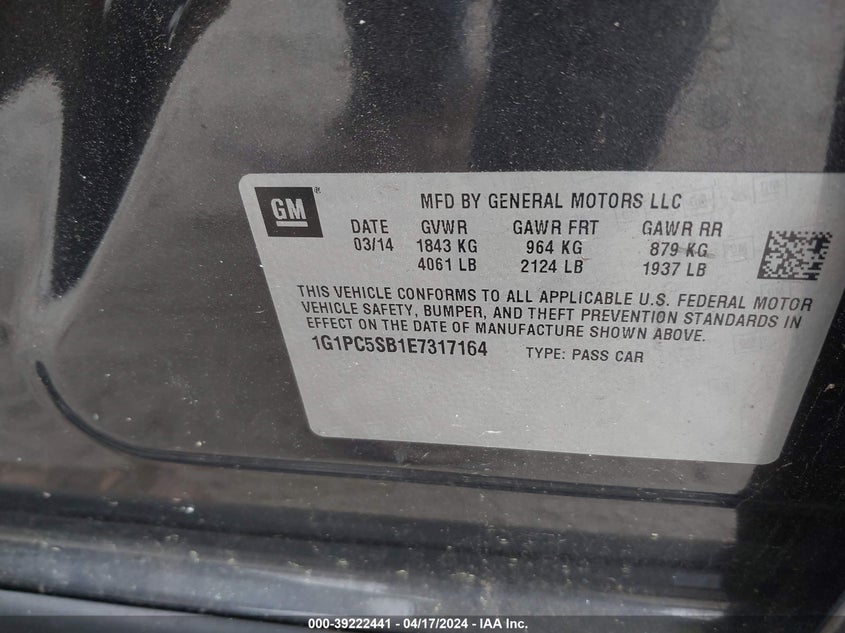 GM
MFD BY GENERAL MOTORS LLC
DATE GVWR GAWR FRT GAWR RR
03/14 1843 KG 964 KG 879 KG
4061 LB 2124 LB 1937 LB
THIS VEHICLE CONFORMS TO ALL APPLICABLE U.S. FEDERAL MOTOR
VEHICLE SAFETY, BUMPER, AND THEFT PREVENTION STANDARDS IN
EFFECT ON THE DATE OF MANUFACTURE SHOWN ABOVE.
1G1PC5SB1E7317164 TYPE: PASS CAR
000-39222441 - 04/17/2024 - IAA Inc.